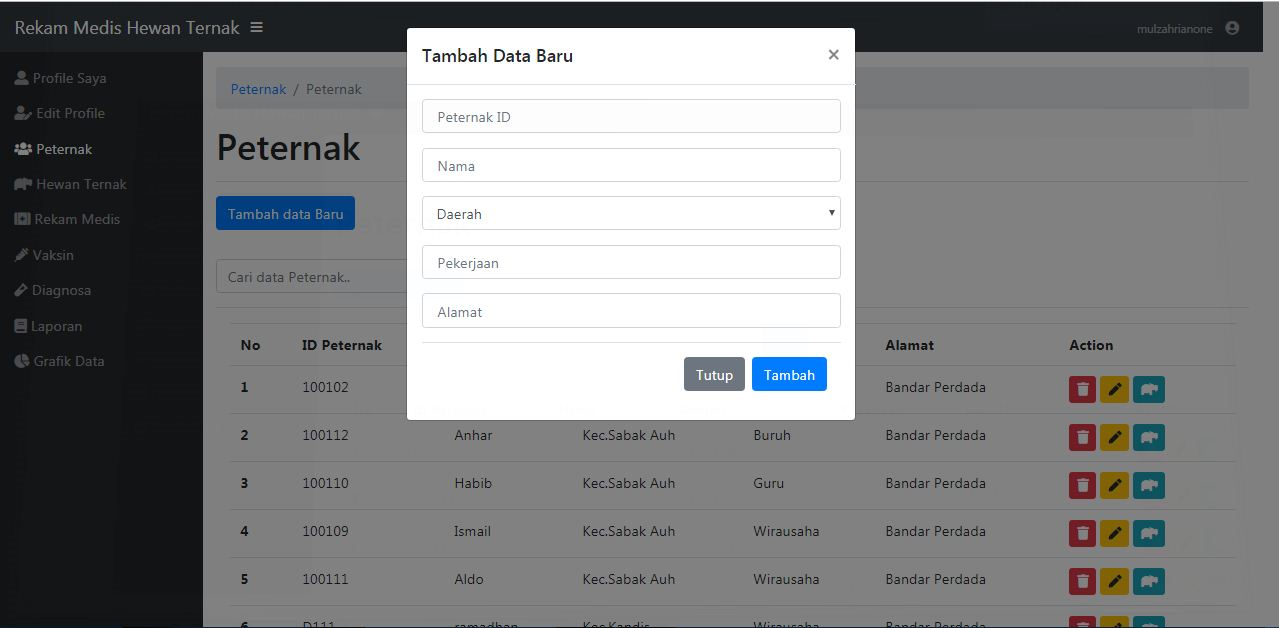 Rekam Medis Hewan Ternak
mulzahrianone
Profile Saya
Edit Profile
Peternak
Hewan Ternak
Rekam Medis
Vaksin
Diagnosa
Laporan
Grafik Data
Peternak / Peternak
Peternak
Tambah data Baru
Cari data Peternak..
Tambah Data Baru ×
Peternak ID
Nama
Daerah
Pekerjaan
Alamat
Tutup Tambah
No ID Peternak Alamat Action
1 100102 Bandar Perdada
2 100112 Anhar Kec.Sabak Auh Buruh Bandar Perdada
3 100110 Habib Kec.Sabak Auh Guru Bandar Perdada
4 100109 Ismail Kec.Sabak Auh Wirausaha Bandar Perdada
5 100111 Aldo Kec.Sabak Auh Wirausaha Bandar Perdada
6 D111 ramadhan Kec.Kandis Wirausaha Bandar Perdada